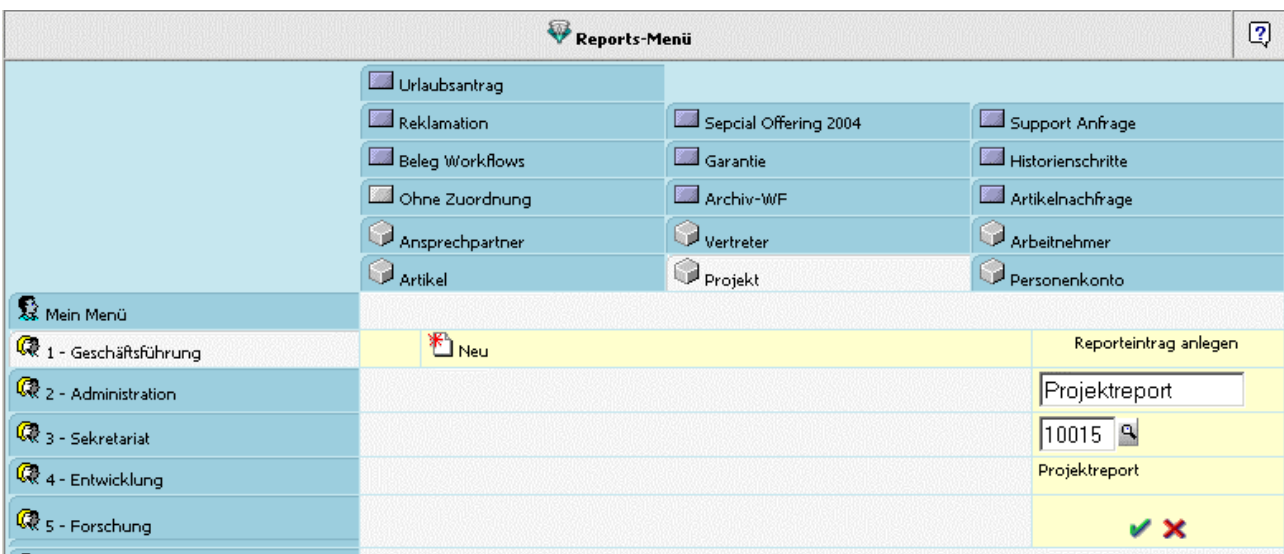 Reports-Menü
Urlaubsantrag
Reklamation Sepcial Offering 2004 Support Anfrage
Beleg Workflows Garantie Historienschritte
Ohne Zuordnung Archiv-WF Artikelnachfrage
Ansprechpartner Vertreter Arbeitnehmer
Artikel Projekt Personenkonto
Mein Menü
1 - Geschäftsführung Neu Reporteintrag anlegen
2 - Administration Projektreport
3 - Sekretariat 10015
4 - Entwicklung Projektreport
5 - Forschung